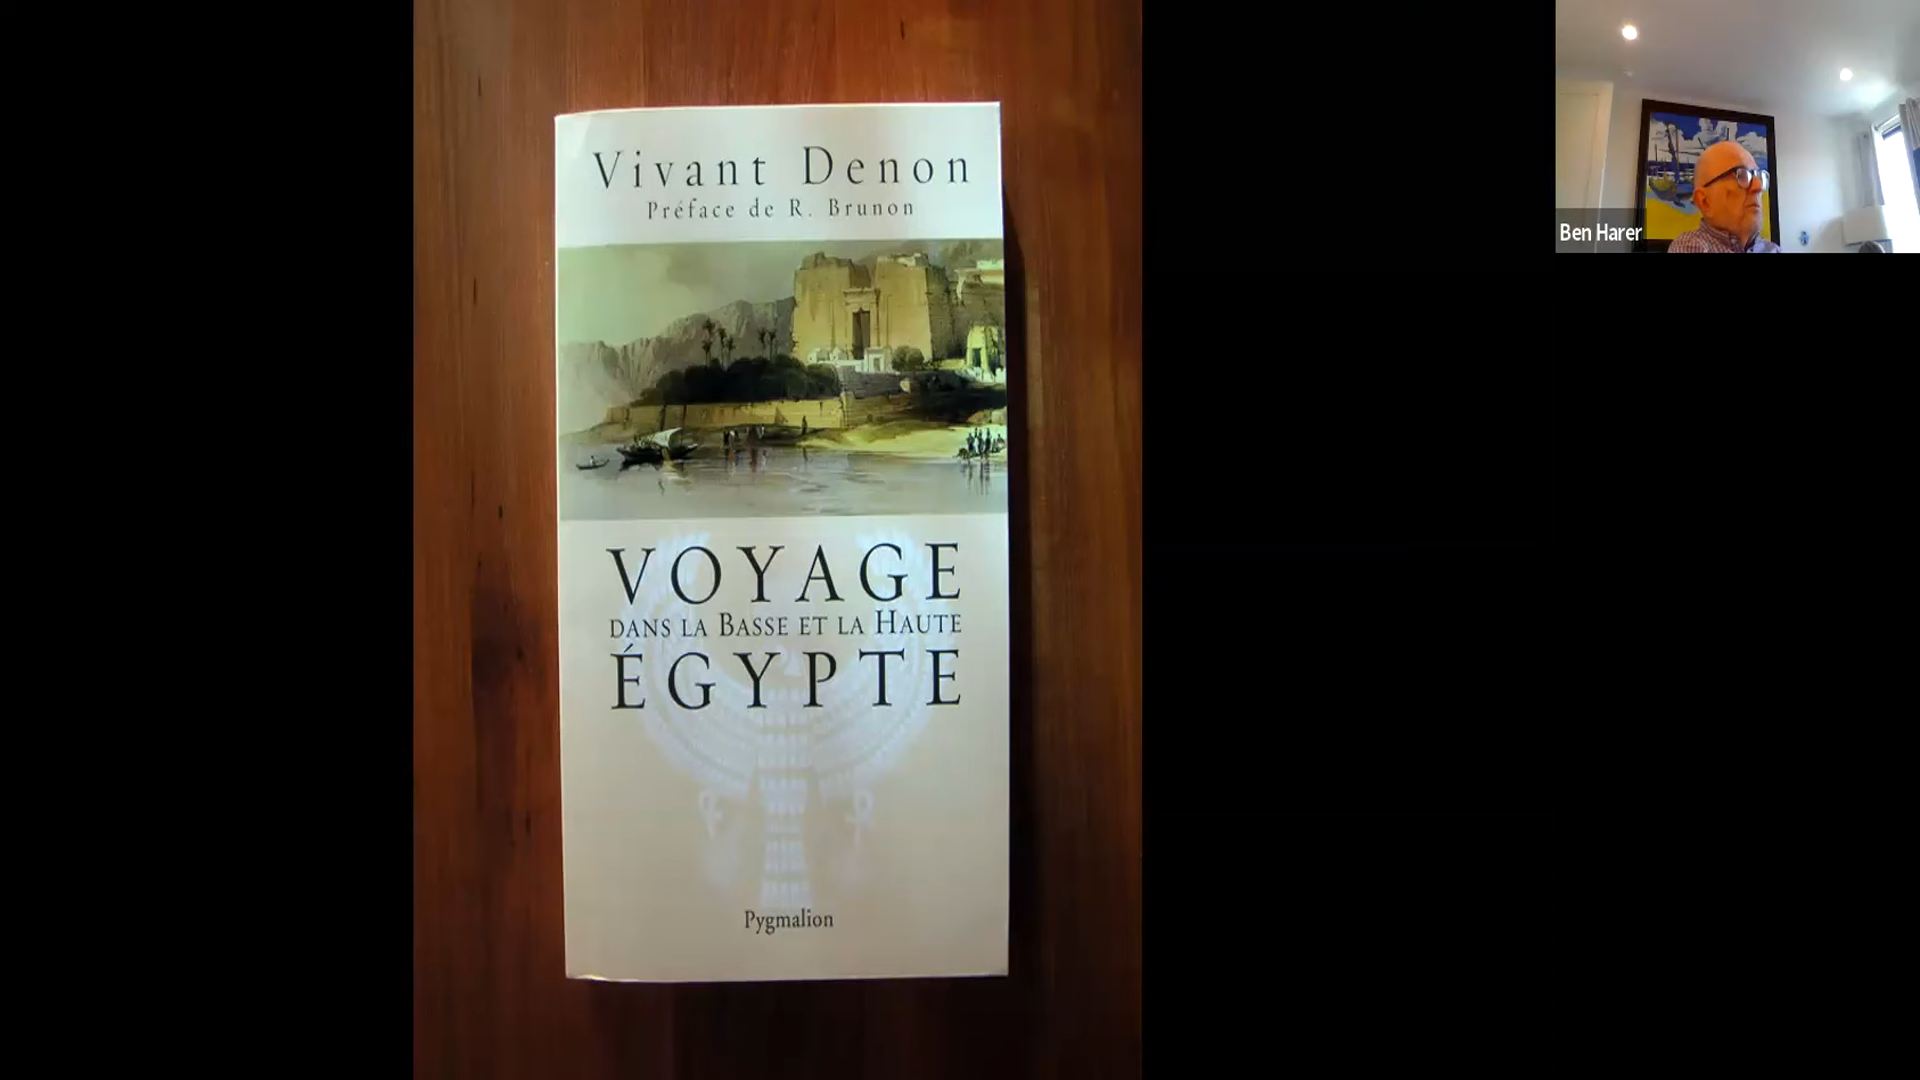 Vivant Denon
Préface de R. Brunon
VOYAGE
DANS LA BASSE ET LA HAUTE
ÉGYPTE
Pygmalion
Ben Harer